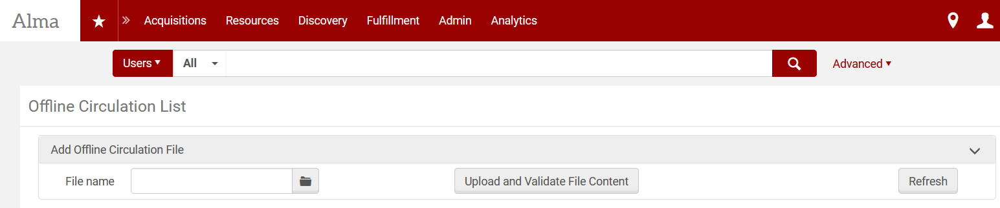 Alma Acquisitions Resources Discovery Fulfillment Admin Analytics
Users All Advanced
Offline Circulation List
Add Offline Circulation File
File name Upload and Validate File Content Refresh